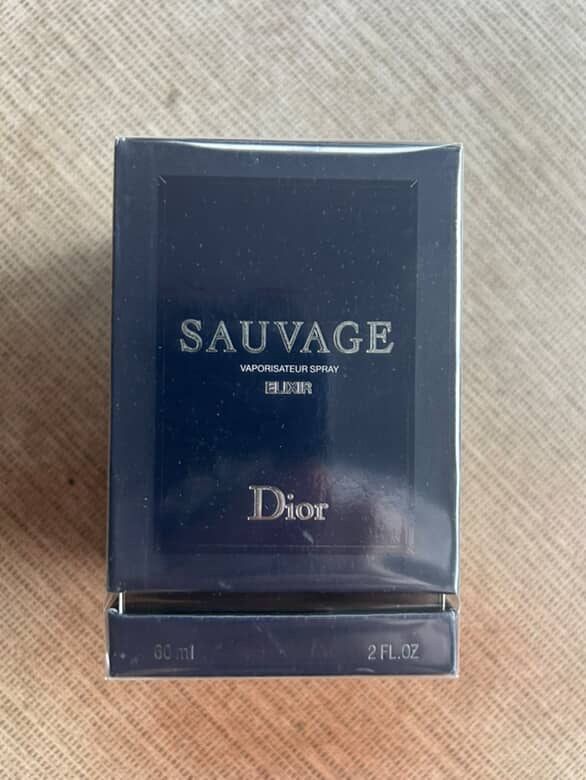 SAUVAGE
VAPORISATEUR SPRAY
ELIXIR
Dior
60 ml 2 FL.OZ